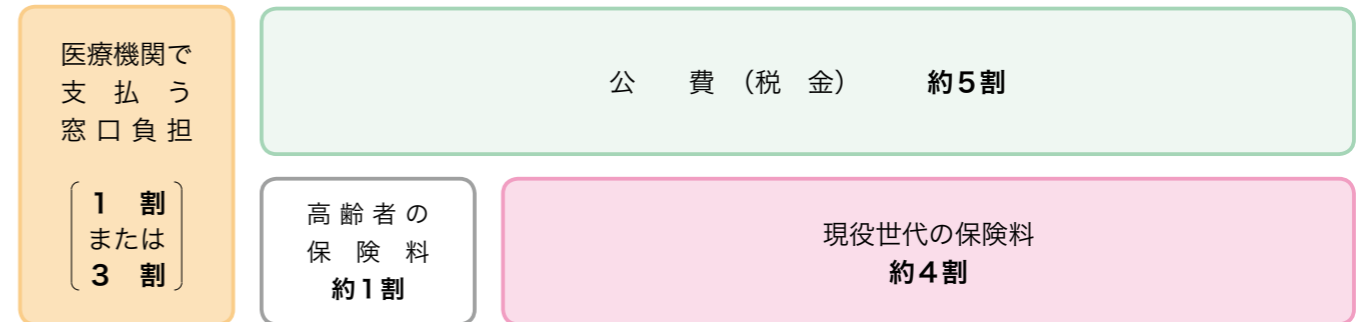 医療機関で
支払う
窓口負担
1割
または
3割
公費（税金） 約5割
高齢者の
保険料
約1割
現役世代の保険料
約4割